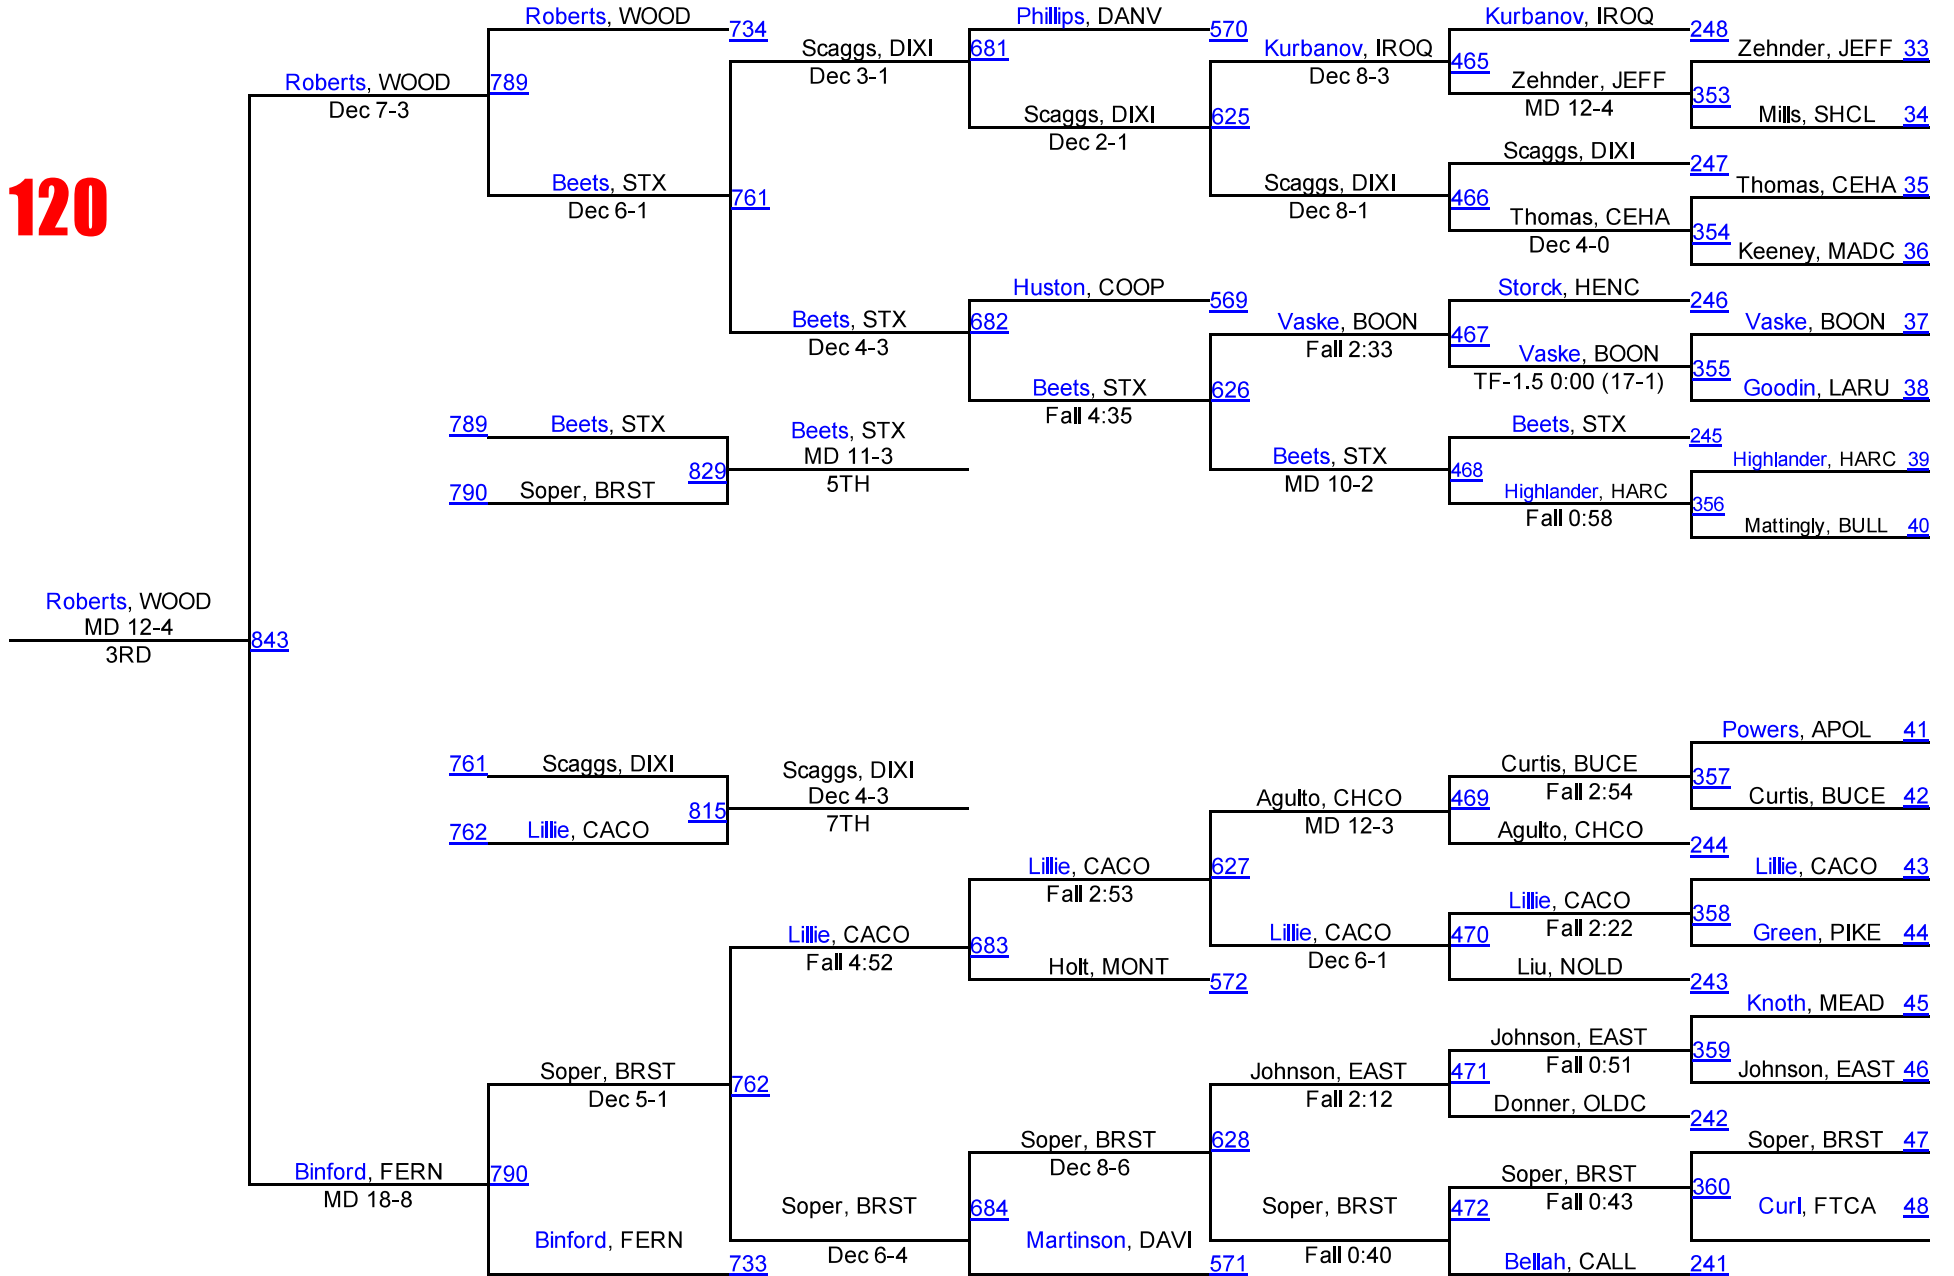 Roberts, WOOD
734
Phillips, DANV
570
Kurbanov, IROQ
248
Scaggs, DIXI
681
Kurbanov, IROQ
465
Zehnder, JEFF 33
Roberts, WOOD
789
Dec 3-1
Dec 8-3
Zehnder, JEFF
353
Dec 7-3
Scaggs, DIXI
625
MD 12-4
Mills, SHCL 34
Dec 2-1
Scaggs, DIXI
247
120
Beets, STX
761
Scaggs, DIXI
466
Thomas, CEHA 35
Dec 6-1
Dec 8-1
Thomas, CEHA
354
Dec 4-0
Keeney, MADC 36
Huston, COOP
569
Storck, HENC
246
Beets, STX
682
Vaske, BOON
467
Vaske, BOON 37
Dec 4-3
Fall 2:33
Vaske, BOON
355
Beets, STX
626
TF-1.5 0:00 (17-1)
Goodin, LARU 38
789
Beets, STX
Beets, STX
Fall 4:35
Beets, STX
245
829
MD 11-3
Beets, STX
468
Highlander, HARC 39
790
Soper, BRST
5TH
MD 10-2
Highlander, HARC
356
Fall 0:58
Mattingly, BULL 40
Roberts, WOOD
MD 12-4
843
3RD
Powers, APOL 41
761
Scaggs, DIXI
Scaggs, DIXI
Curtis, BUCE
357
815
Dec 4-3
Agulto, CHCO
469
Fall 2:54
Curtis, BUCE 42
762
Lillie, CACO
7TH
MD 12-3
Agulto, CHCO
244
Lillie, CACO
627
Lillie, CACO 43
Fall 2:53
Lillie, CACO
358
Lillie, CACO
683
Lillie, CACO
470
Fall 2:22
Green, PIKE 44
Fall 4:52
Holt, MONT
572
Dec 6-1
Liu, NOLD
243
Knoth, MEAD 45
Soper, BRST
762
Johnson, EAST
471
Johnson, EAST
359
Dec 5-1
Fall 2:12
Fall 0:51
Johnson, EAST 46
Donner, OLDC
242
Soper, BRST
628
Soper, BRST 47
Binford, FERN
790
Dec 8-6
Soper, BRST
360
MD 18-8
Soper, BRST
684
Soper, BRST
472
Fall 0:43
Curl, FTCA 48
Binford, FERN
733
Dec 6-4
Martinson, DAVI
571
Fall 0:40
Bellah, CALL
241